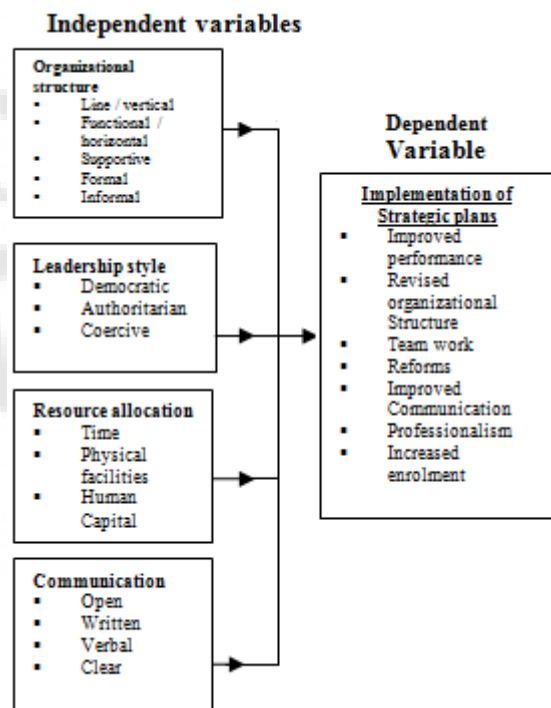 Independent variables
Organizational
structure
▪ Line / vertical
▪ Functional /
horizontal
▪ Supportive
▪ Formal
▪ Informal
Leadership style
▪ Democratic
▪ Authoritarian
▪ Coercive
Resource allocation
▪ Time
▪ Physical
facilities
▪ Human
Capital
Communication
▪ Open
▪ Written
▪ Verbal
▪ Clear
Dependent
Variable
Implementation of
Strategic plans
▪ Improved
performance
▪ Revised
organizational
Structure
▪ Team work
▪ Reforms
▪ Improved
Communication
▪ Professionalism
▪ Increased
enrolment